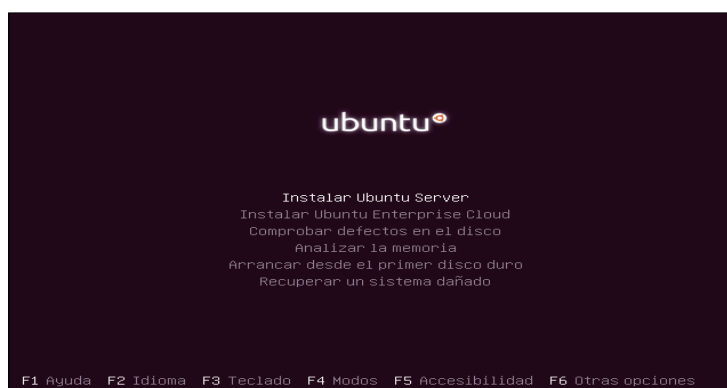 ubuntu
Instalar Ubuntu Server
Instalar Ubuntu Enterprise Cloud
Comprobar defectos en el disco
Analizar la memoria
Arrancar desde el primer disco duro
Recuperar un sistema dañado
F1 Ayuda F2 Idioma F3 Teclado F4 Modos F5 Accesibilidad F6 Otras opciones